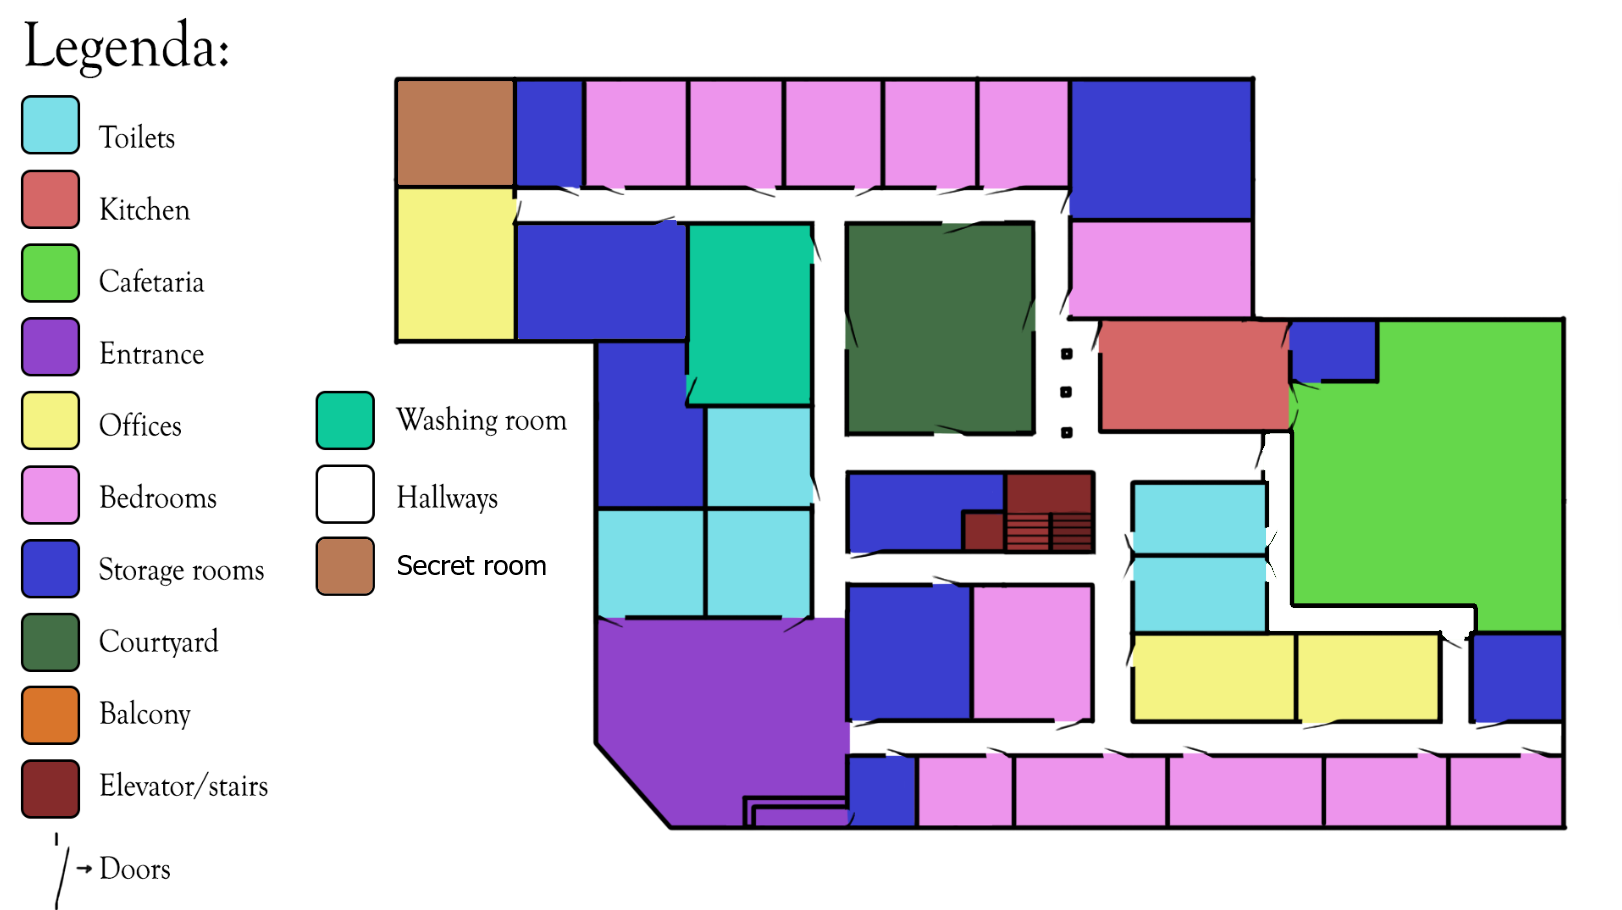 Legenda:
Toilets
Kitchen
Cafetaria
Entrance
Offices
Bedrooms
Storage rooms
Courtyard
Balcony
Elevator/stairs
→ Doors
Washing room
Hallways
Secret room